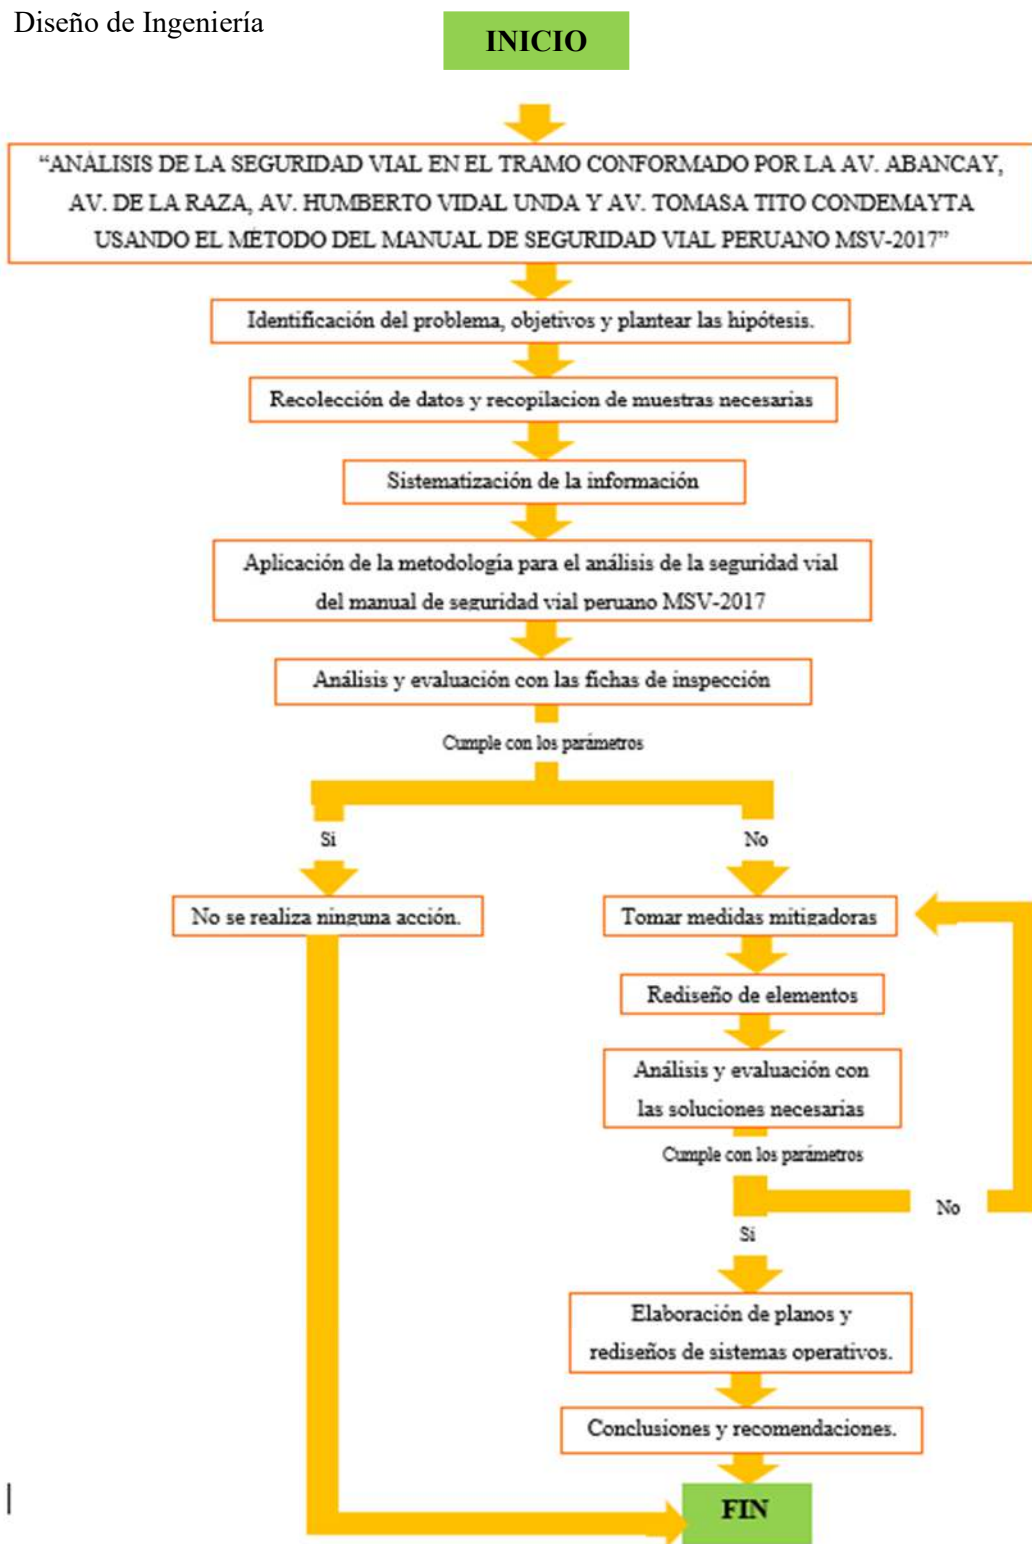 Diseño de Ingeniería
INICIO
“ANÁLISIS DE LA SEGURIDAD VIAL EN EL TRAMO CONFORMADO POR LA AV. ABANCAY,
AV. DE LA RAZA, AV. HUMBERTO VIDAL UNDA Y AV. TOMASA TITO CONDEMAYTA
USANDO EL MÉTODO DEL MANUAL DE SEGURIDAD VIAL PERUANO MSV-2017”
Identificación del problema, objetivos y plantear las hipótesis.
Recolección de datos y recopilacion de muestras necesarias
Sistematización de la información
Aplicación de la metodología para el análisis de la seguridad vial
del manual de seguridad vial peruano MSV-2017
Análisis y evaluación con las fichas de inspección
Cumple con los parámetros
Si
No
No se realiza ninguna acción.
Tomar medidas mitigadoras
Rediseño de elementos
Análisis y evaluación con
las soluciones necesarias
Cumple con los parámetros
No
Si
Elaboración de planos y
rediseños de sistemas operativos.
Conclusiones y recomendaciones.
FIN